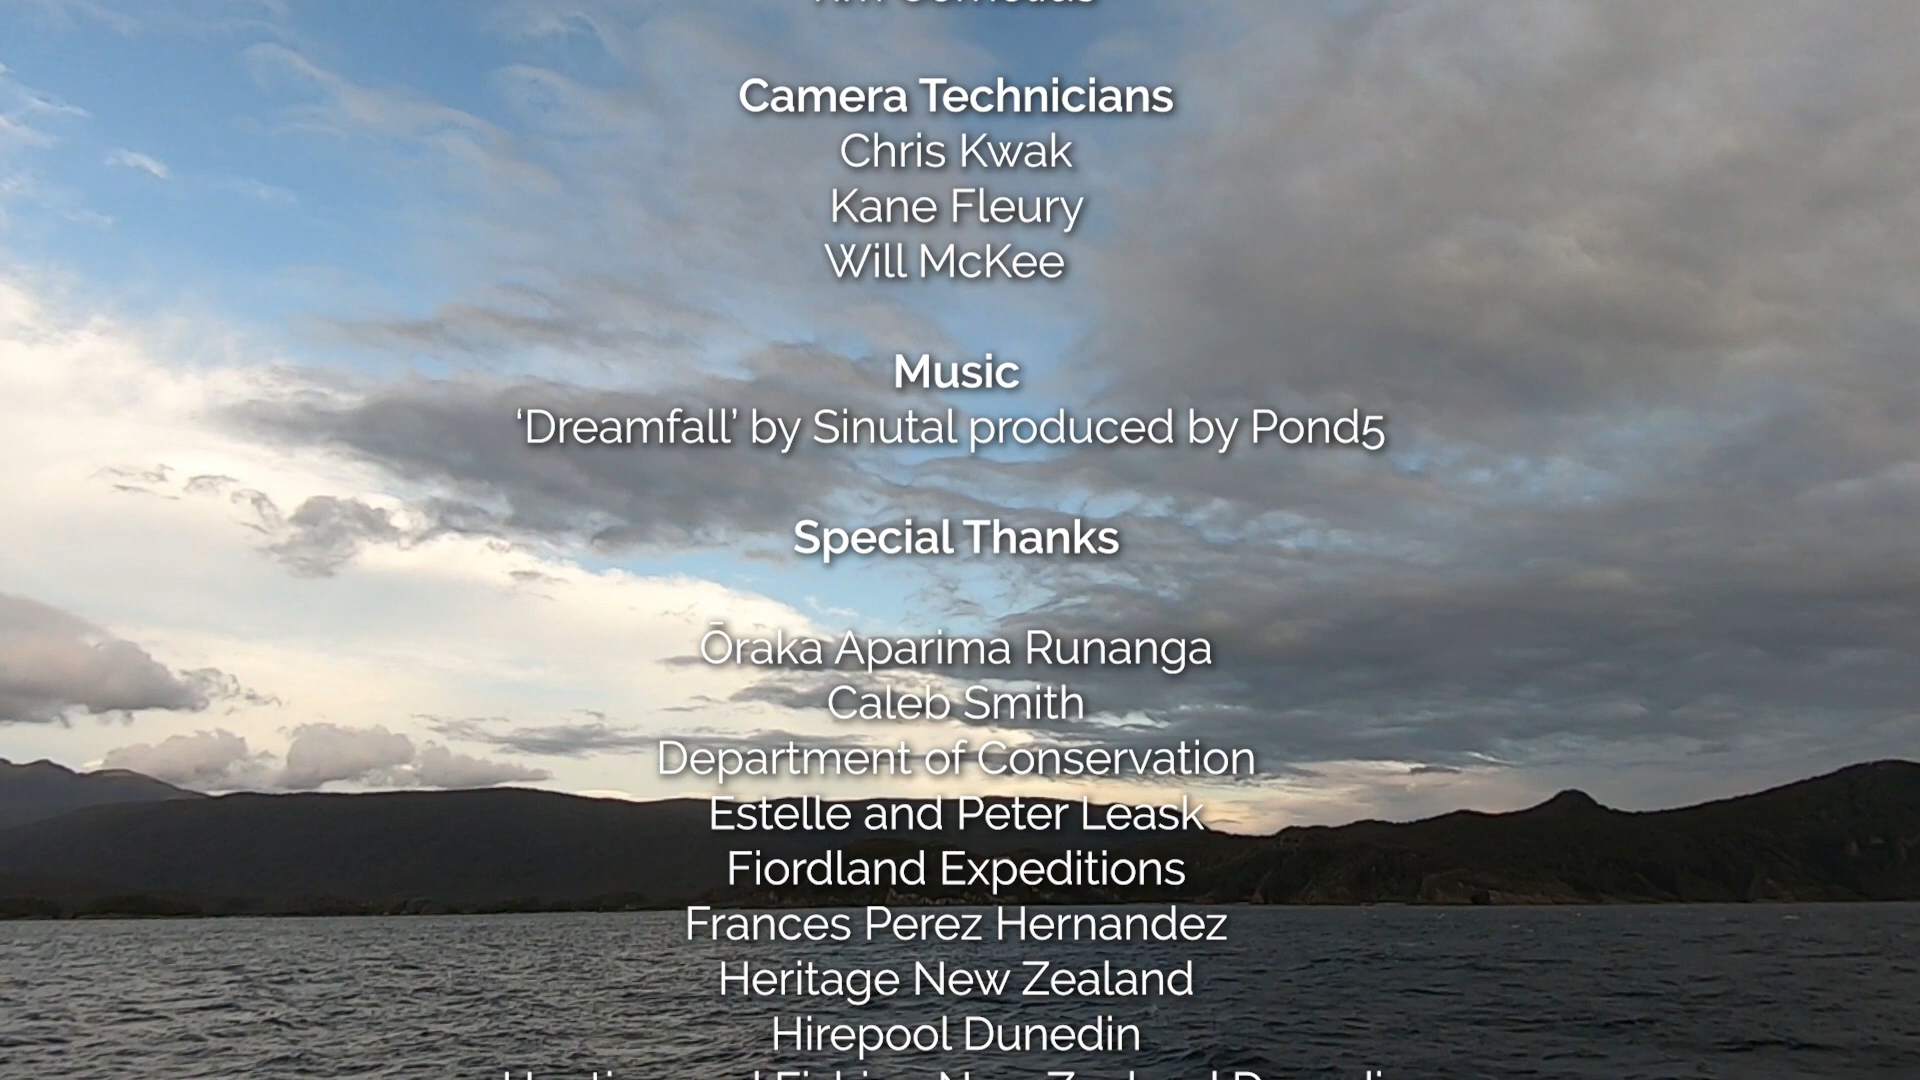 Camera Technicians
Chris Kwak
Kane Fleury
Will McKee
Music
‘Dreamfall’ by Sinutal produced by Pond5
Special Thanks
Ōraka Aparima Runanga
Caleb Smith
Department of Conservation
Estelle and Peter Leask
Fiordland Expeditions
Frances Perez Hernandez
Heritage New Zealand
Hirepool Dunedin